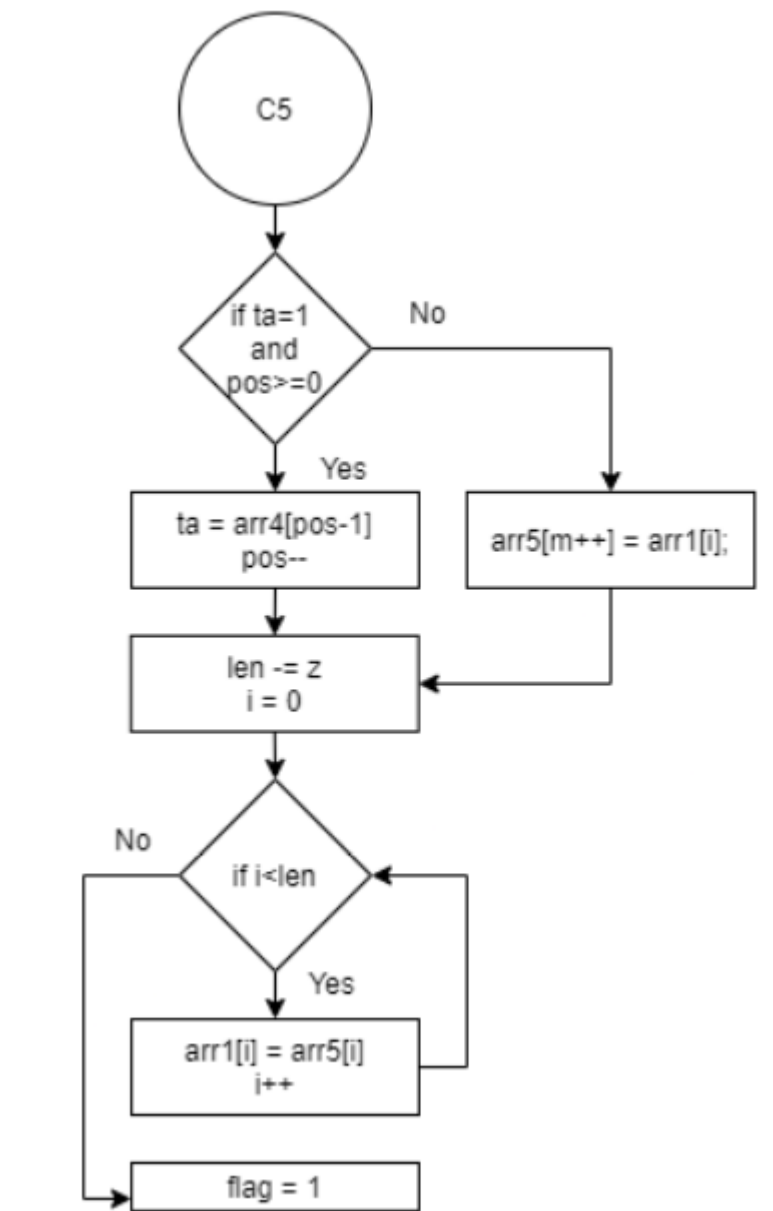 C5
if ta=1
and
pos>=0
No
Yes
ta = arr4[pos-1]
pos--
arr5[m++] = arr1[i];
len -= z
i = 0
No
if i<len
Yes
arr1[i] = arr5[i]
i++
flag = 1